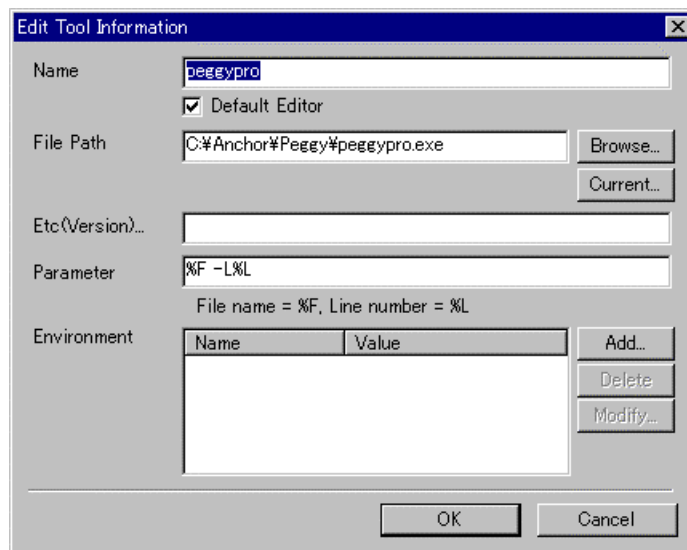 Edit Tool Information
Name
peggypro
Default Editor
File Path
C:¥Anchor¥Peggy¥peggypro.exe
Browse...
Current...
Etc(Version)...
Parameter
%F -L%L
File name = %F, Line number = %L
Environment
Name Value
Add...
Delete
Modify...
OK Cancel